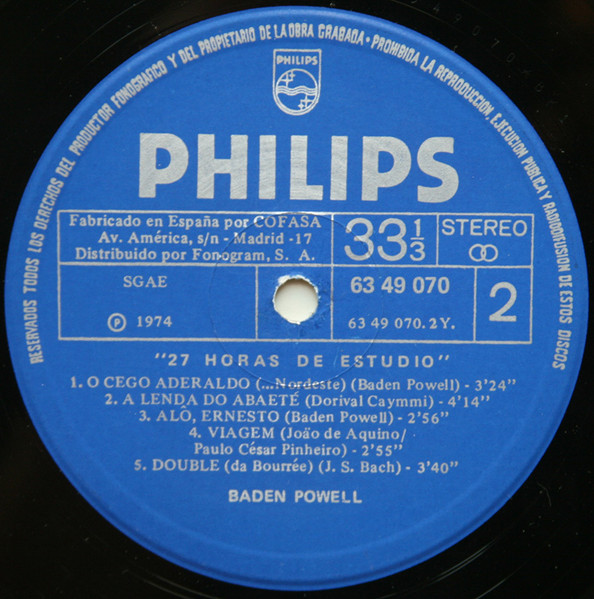 RESERVADOS TODOS LOS DERECHOS DEL PRODUCTOR FONOGRAFICO Y DEL PROPIETARIO DE LA OBRA GRABADA • PROHIBIDA LA REPRODUCCION, EJECUCION PUBLICA Y RADIODIFUSION DE ESTOS DISCOS
PHILIPS
PHILIPS
Fabricado en España por COFASA
Av. América, s/n - Madrid -17
Distribuido por Fonogram, S. A.
33 1/3
STEREO
SGAE
℗ 1974
63 49 070
63 49 070.2Y.
2
"27 HORAS DE ESTUDIO"
1. O CEGO ADERALDO (...Nordeste) (Baden Powell) - 3'24"
2. A LENDA DO ABAETÉ (Dorival Caymmi) - 4'14"
3. ALÔ, ERNESTO (Baden Powell) - 2'56"
4. VIAGEM (João de Aquino/
Paulo César Pinheiro) - 2'55"
5. DOUBLE (da Bourrée) (J. S. Bach) - 3'40"
BADEN POWELL